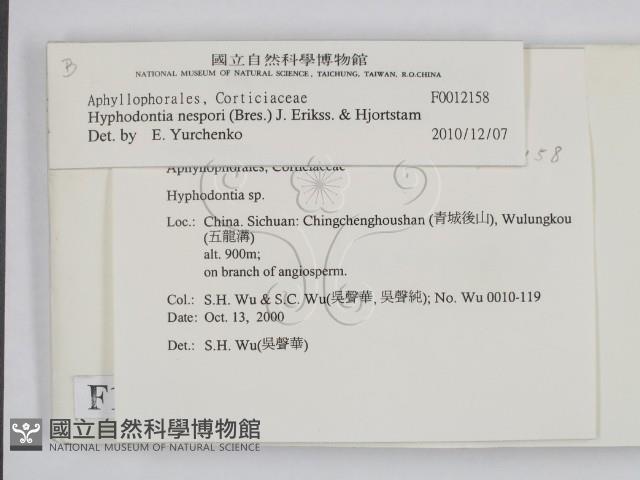 B
國立自然科學博物館
NATIONAL MUSEUM OF NATURAL SCIENCE, TAICHUNG, TAIWAN, R.O.CHINA
Aphyllophorales, Corticiaceae F0012158
Hyphodontia nespori (Bres.) J. Erikss. & Hjortstam
Det. by E. Yurchenko 2010/12/07
58
Aphyllophorales, Corticiaceae
Hyphodontia sp.
Loc.: China. Sichuan: Chingchenghoushan (青城後山), Wulungkou
(五龍溝)
alt. 900m;
on branch of angiosperm.
Col.: S.H. Wu & S.C. Wu(吳聲華, 吳聲純); No. Wu 0010-119
Date: Oct. 13, 2000
Det.: S.H. Wu(吳聲華)
國立自然科學博物館
NATIONAL MUSEUM OF NATURAL SCIENCE